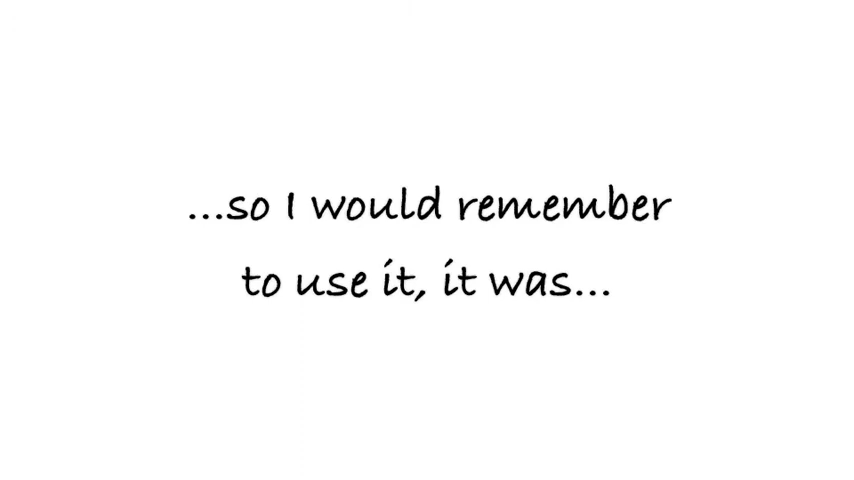 ...so I would remember
to use it, it was...